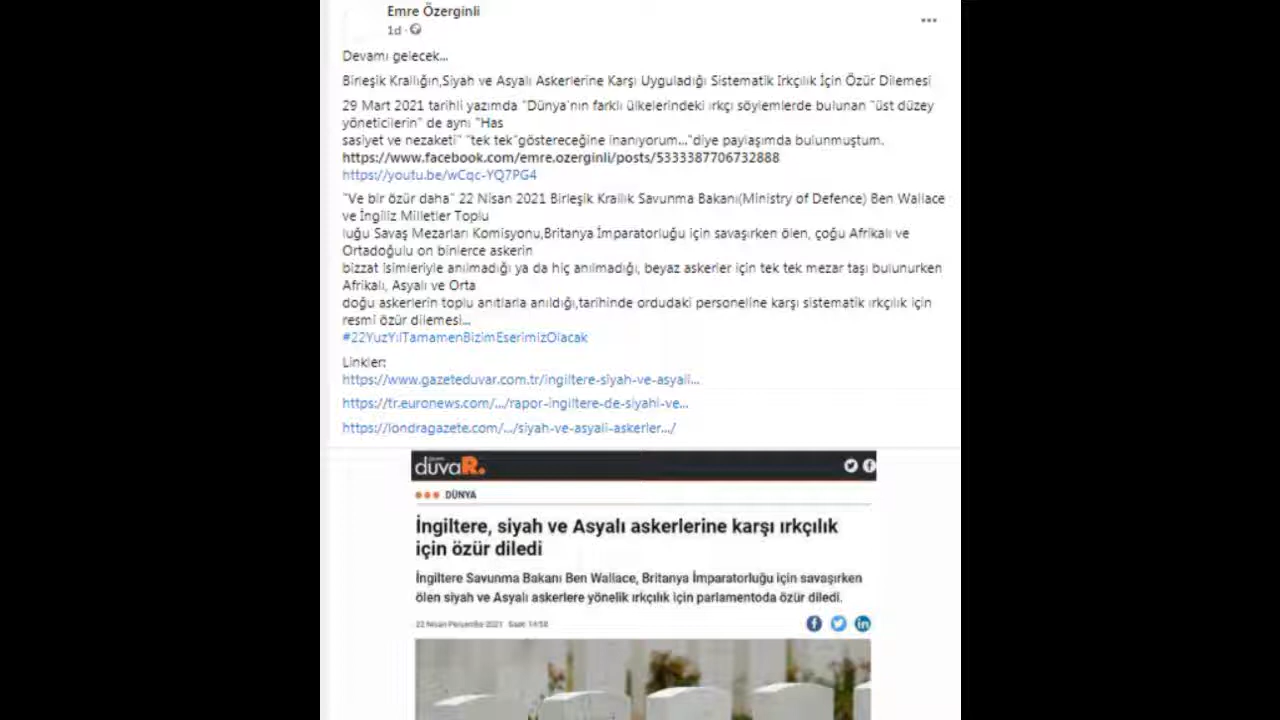 Emre Özerginli
1d
Devamı gelecek...
Birleşik Krallığın,Siyah ve Asyalı Askerlerine Karşı Uyguladığı Sistematik Irkçılık İçin Özür Dilemesi
29 Mart 2021 tarihli yazımda "Dünya'nın farklı ülkelerindeki ırkçı söylemlerde bulunan "üst düzey
yöneticilerin" de aynı "Has
sasiyet ve nezaketi" "tek tek"göstereceğine inanıyorum..."diye paylaşımda bulunmuştum.
https://www.facebook.com/emre.ozerginli/posts/5333387706732888
https://youtu.be/wCqc-YQ7PG4
"Ve bir özür daha" 22 Nisan 2021 Birleşik Krallık Savunma Bakanı(Ministry of Defence) Ben Wallace
ve İngiliz Milletler Toplu
luğu Savaş Mezarları Komisyonu,Britanya İmparatorluğu için savaşırken ölen, çoğu Afrikalı ve
Ortadoğulu on binlerce askerin
bizzat isimleriyle anılmadığı ya da hiç anılmadığı, beyaz askerler için tek tek mezar taşı bulunurken
Afrikalı, Asyalı ve Orta
doğu askerlerin toplu anıtlarla anıldığı,tarihinde ordudaki personeline karşı sistematik ırkçılık için
resmi özür dilemesi...
#22YuzYılTamamenBizimEserimizOlacak
Linkler:
https://www.gazeteduvar.com.tr/ingiltere-siyah-ve-asyali...
https://tr.euronews.com/.../rapor-ingiltere-de-siyahi-ve...
https://londragazete.com/.../siyah-ve-asyali-askerler.../
duvaR.
DÜNYA
İngiltere, siyah ve Asyalı askerlerine karşı ırkçılık
için özür diledi
İngiltere Savunma Bakanı Ben Wallace, Britanya İmparatorluğu için savaşırken
ölen siyah ve Asyalı askerlere yönelik ırkçılık için parlamentoda özür diledi.
22 Nisan Perşembe 2021 Saat: 14:58